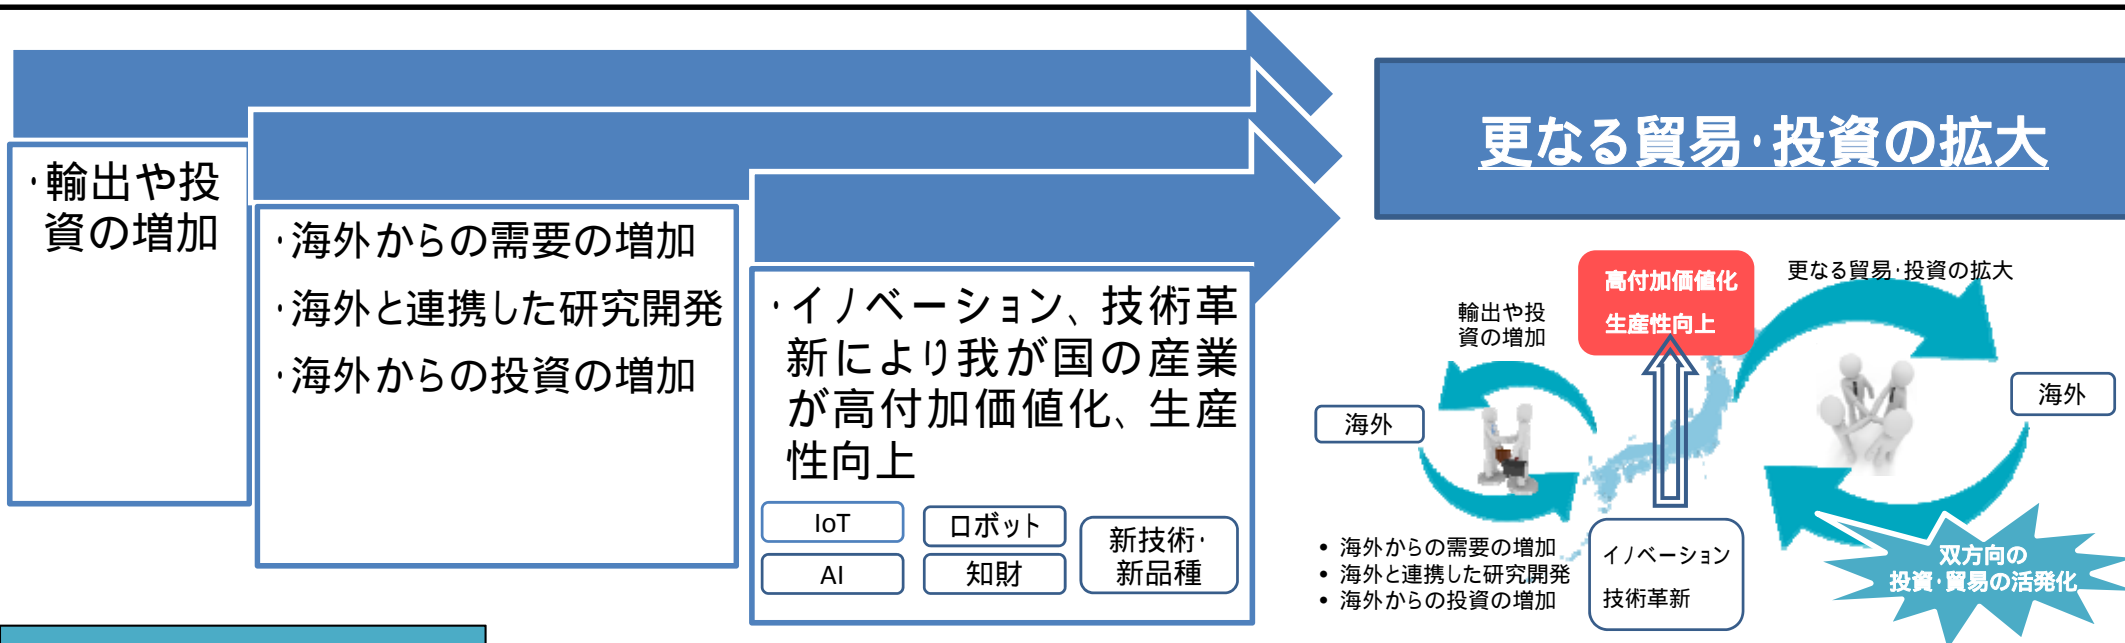 ・輸出や投
資の増加
・海外からの需要の増加
・海外と連携した研究開発
・海外からの投資の増加
・イノベーション、技術革
新により我が国の産業
が高付加価値化、生産
性向上
IoT
ロボット
AI
知財
新技術・
新品種
更なる貿易・投資の拡大
高付加価値化
生産性向上
更なる貿易・投資の拡大
輸出や投
資の増加
海外
海外
• 海外からの需要の増加
• 海外と連携した研究開発
• 海外からの投資の増加
イノベーション
技術革新
双方向の
投資・貿易の活発化